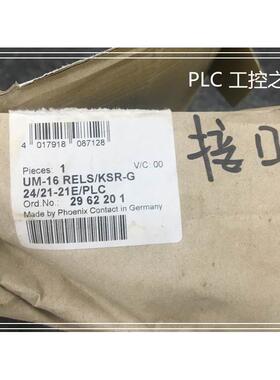 PLC 工控之
4 017918 087128
Pieces: 1
V/C: 00
UM-16 RELS/KSR-G
24/21-21E/PLC
Ord.No.: 29 62 20 1
Made by Phoenix Contact in Germany
接口